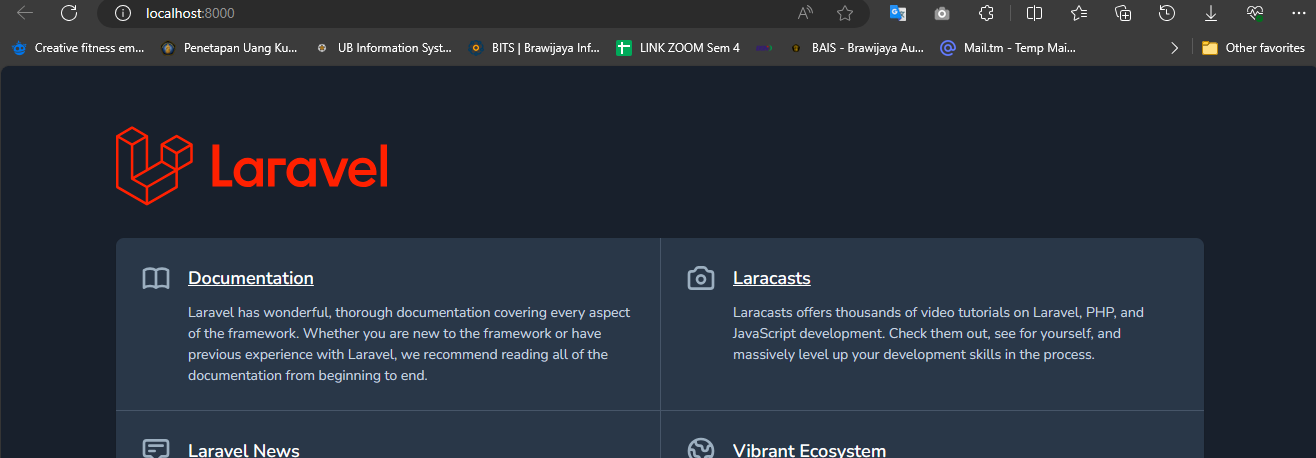 localhost:8000
Creative fitness em...
Penetapan Uang Ku...
UB Information Syst...
BITS | Brawijaya Inf...
LINK ZOOM Sem 4
BAIS - Brawijaya Au...
Mail.tm - Temp Mai...
Other favorites
Laravel
Documentation
Laravel has wonderful, thorough documentation covering every aspect
of the framework. Whether you are new to the framework or have
previous experience with Laravel, we recommend reading all of the
documentation from beginning to end.
Laracasts
Laracasts offers thousands of video tutorials on Laravel, PHP, and
JavaScript development. Check them out, see for yourself, and
massively level up your development skills in the process.
Laravel News
Vibrant Ecosystem